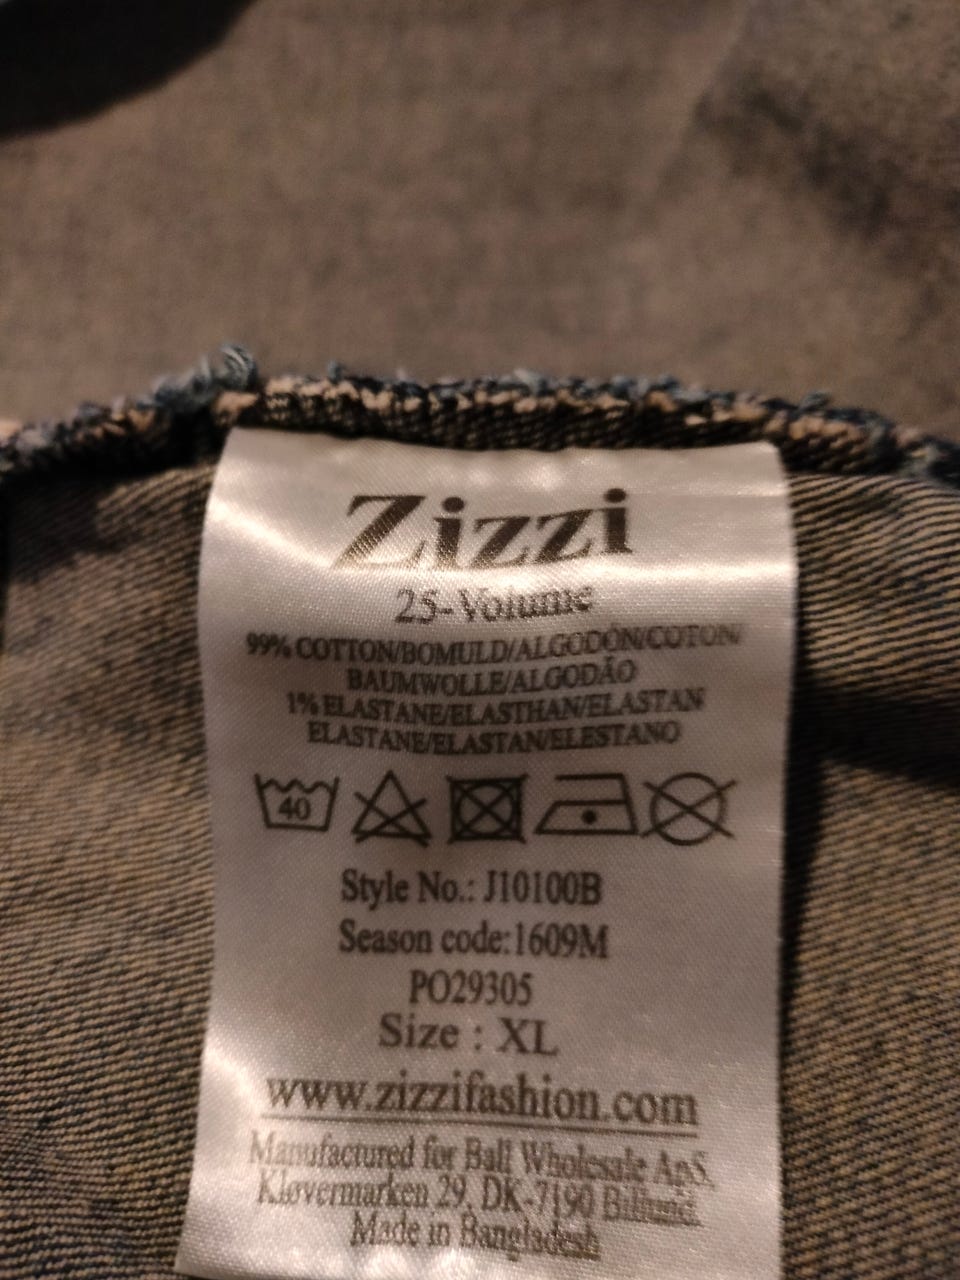 Zizzi
25-Volume
99% COTTON/BOMULD/ALGODÓN/COTON/
BAUMWOLLE/ALGODÃO
1% ELASTANE/ELASTHAN/ELASTAN
ELASTANE/ELASTAN/ELESTANO
40
Style No.: J10100B
Season code:1609M
PO29305
Size : XL
www.zizzifashion.com
Manufactured for Ball Wholesale ApS.
Kløvermarken 29, DK-7190 Billund.
Made in Bangladesh